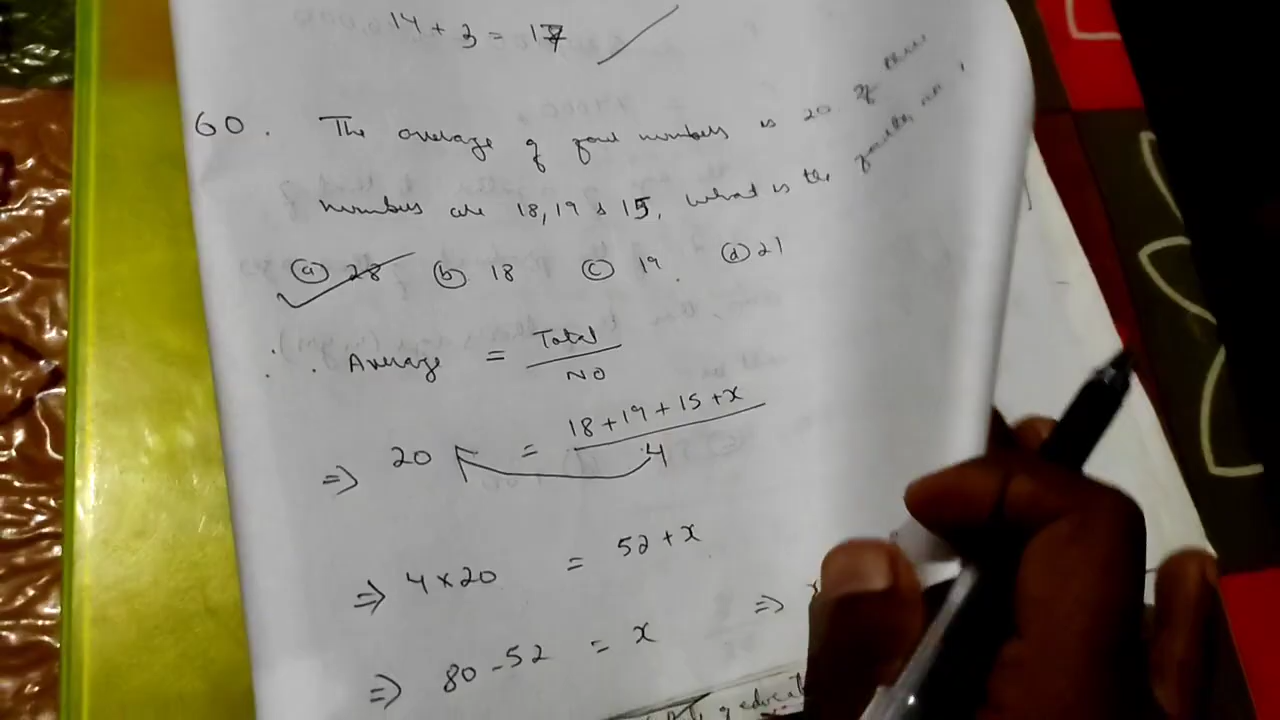 14 + 3 = 17
60. The average of four numbers is 20 If three
numbers are 18, 19 & 15, what is the fourth no.
(a) 28 (b) 18 (c) 19 (d) 21
∴ Average = Total / NO
⇒ 20 = 18 + 19 + 15 + x / 4
⇒ 4 × 20 = 52 + x
⇒ 80 - 52 = x ⇒ x